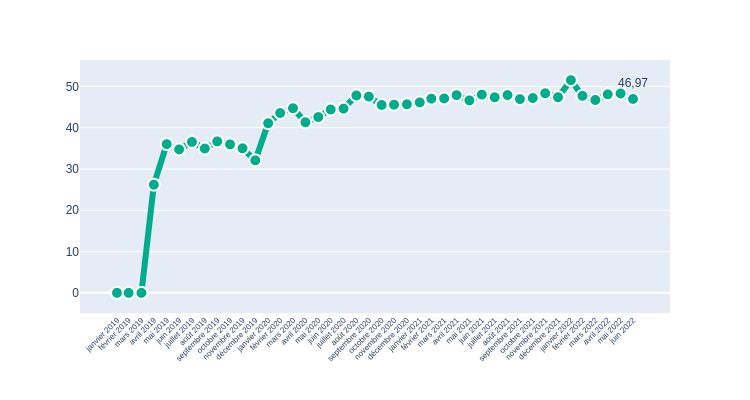 46,97
50
40
30
20
10
0
janvier 2019
février 2019
mars 2019
avril 2019
mai 2019
juin 2019
juillet 2019
août 2019
septembre 2019
octobre 2019
novembre 2019
décembre 2019
janvier 2020
février 2020
mars 2020
avril 2020
mai 2020
juin 2020
juillet 2020
août 2020
septembre 2020
octobre 2020
novembre 2020
décembre 2020
janvier 2021
février 2021
mars 2021
avril 2021
mai 2021
juin 2021
juillet 2021
août 2021
septembre 2021
octobre 2021
novembre 2021
décembre 2021
janvier 2022
février 2022
mars 2022
avril 2022
mai 2022
juin 2022